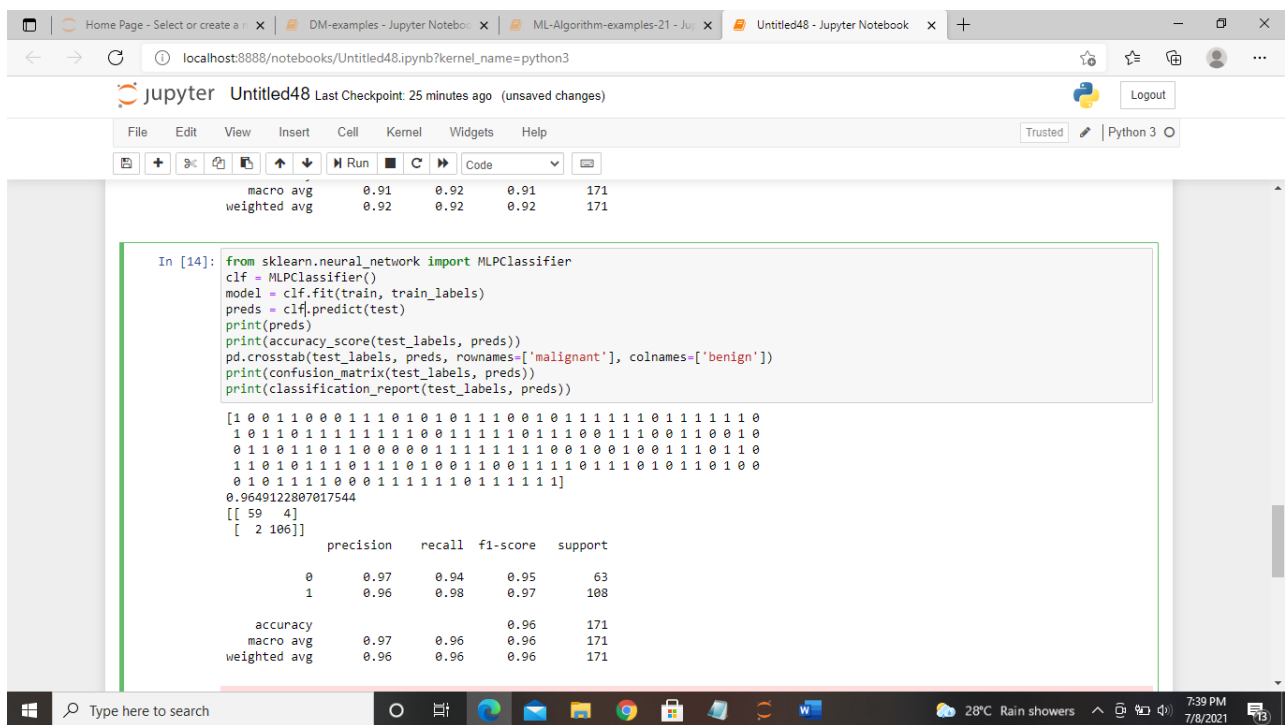 Home Page - Select or create a n
DM-examples - Jupyter Noteboo
ML-Algorithm-examples-21 - Jup
Untitled48 - Jupyter Notebook
localhost:8888/notebooks/Untitled48.ipynb?kernel_name=python3
jupyter Untitled48 Last Checkpoint: 25 minutes ago (unsaved changes)
Logout
File Edit View Insert Cell Kernel Widgets Help
Trusted Python 3
Run Code
macro avg 0.91 0.92 0.91 171
weighted avg 0.92 0.92 0.92 171
In [14]: from sklearn.neural_network import MLPClassifier
clf = MLPClassifier()
model = clf.fit(train, train_labels)
preds = clf.predict(test)
print(preds)
print(accuracy_score(test_labels, preds))
pd.crosstab(test_labels, preds, rownames=['malignant'], colnames=['benign'])
print(confusion_matrix(test_labels, preds))
print(classification_report(test_labels, preds))
[1 0 0 1 1 0 0 0 1 1 1 0 1 0 1 0 1 1 1 0 0 1 0 1 1 1 1 1 1 0 1 1 1 1 1 1 0
1 0 1 1 0 1 1 1 1 1 1 1 1 1 0 0 1 1 1 1 1 0 1 1 1 0 0 1 1 1 0 0 1 1 0 0 1 0
0 1 1 0 1 1 0 1 1 0 0 0 0 0 1 1 1 1 1 1 1 1 1 0 0 1 0 0 1 0 0 1 1 1 0 1 1 0
1 1 0 1 0 1 1 1 0 1 1 1 0 1 0 0 1 1 0 0 1 1 1 1 1 0 1 1 1 0 1 0 1 1 0 1 0 0
0 1 0 1 1 1 1 1 0 0 0 1 1 1 1 1 1 0 1 1 1 1 1 1]
0.9649122807017544
[[ 59 4]
[ 2 106]]
precision recall f1-score support
0 0.97 0.94 0.95 63
1 0.96 0.98 0.97 108
accuracy 0.96 171
macro avg 0.97 0.96 0.96 171
weighted avg 0.96 0.96 0.96 171
Type here to search
28°C Rain showers
7:39 PM
7/8/2021
13